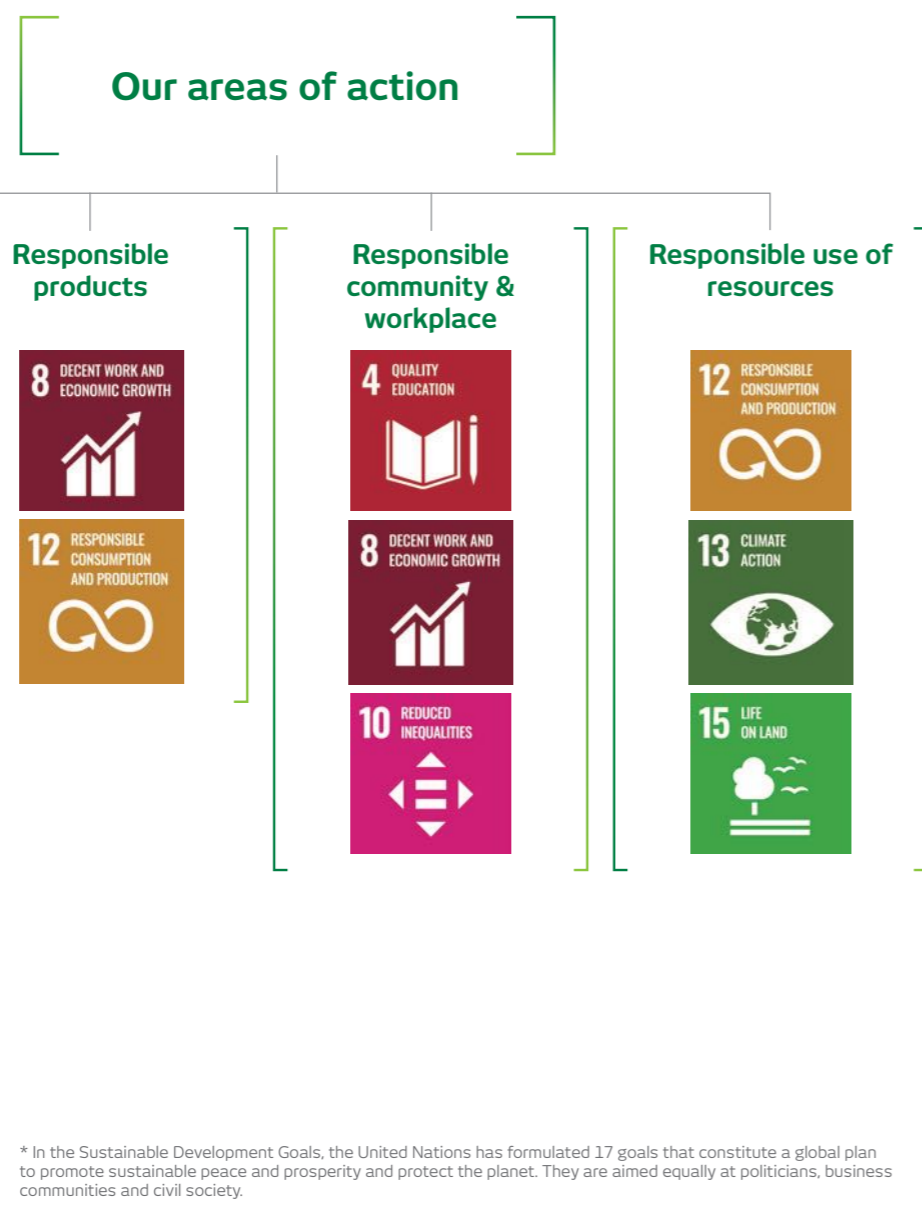 Our areas of action
Responsible
products
8 DECENT WORK AND
ECONOMIC GROWTH
12 RESPONSIBLE
CONSUMPTION
AND PRODUCTION
Responsible
community &
workplace
4 QUALITY
EDUCATION
8 DECENT WORK AND
ECONOMIC GROWTH
10 REDUCED
INEQUALITIES
Responsible use of
resources
12 RESPONSIBLE
CONSUMPTION
AND PRODUCTION
13 CLIMATE
ACTION
15 LIFE
ON LAND
* In the Sustainable Development Goals, the United Nations has formulated 17 goals that constitute a global plan
to promote sustainable peace and prosperity and protect the planet. They are aimed equally at politicians, business
communities and civil society.